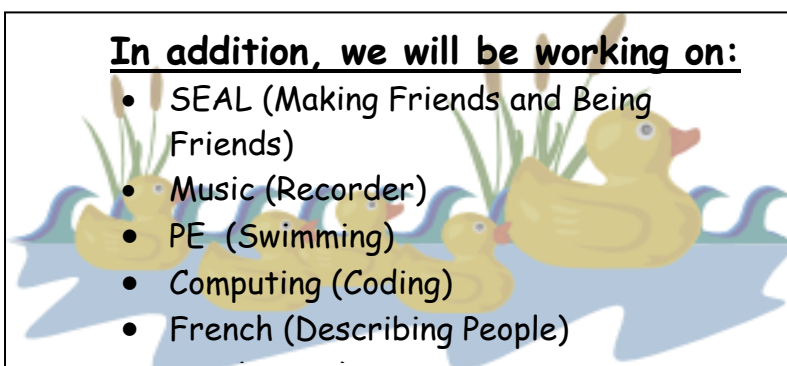 In addition, we will be working on:
• SEAL (Making Friends and Being
Friends)
• Music (Recorder)
• PE (Swimming)
• Computing (Coding)
• French (Describing People)